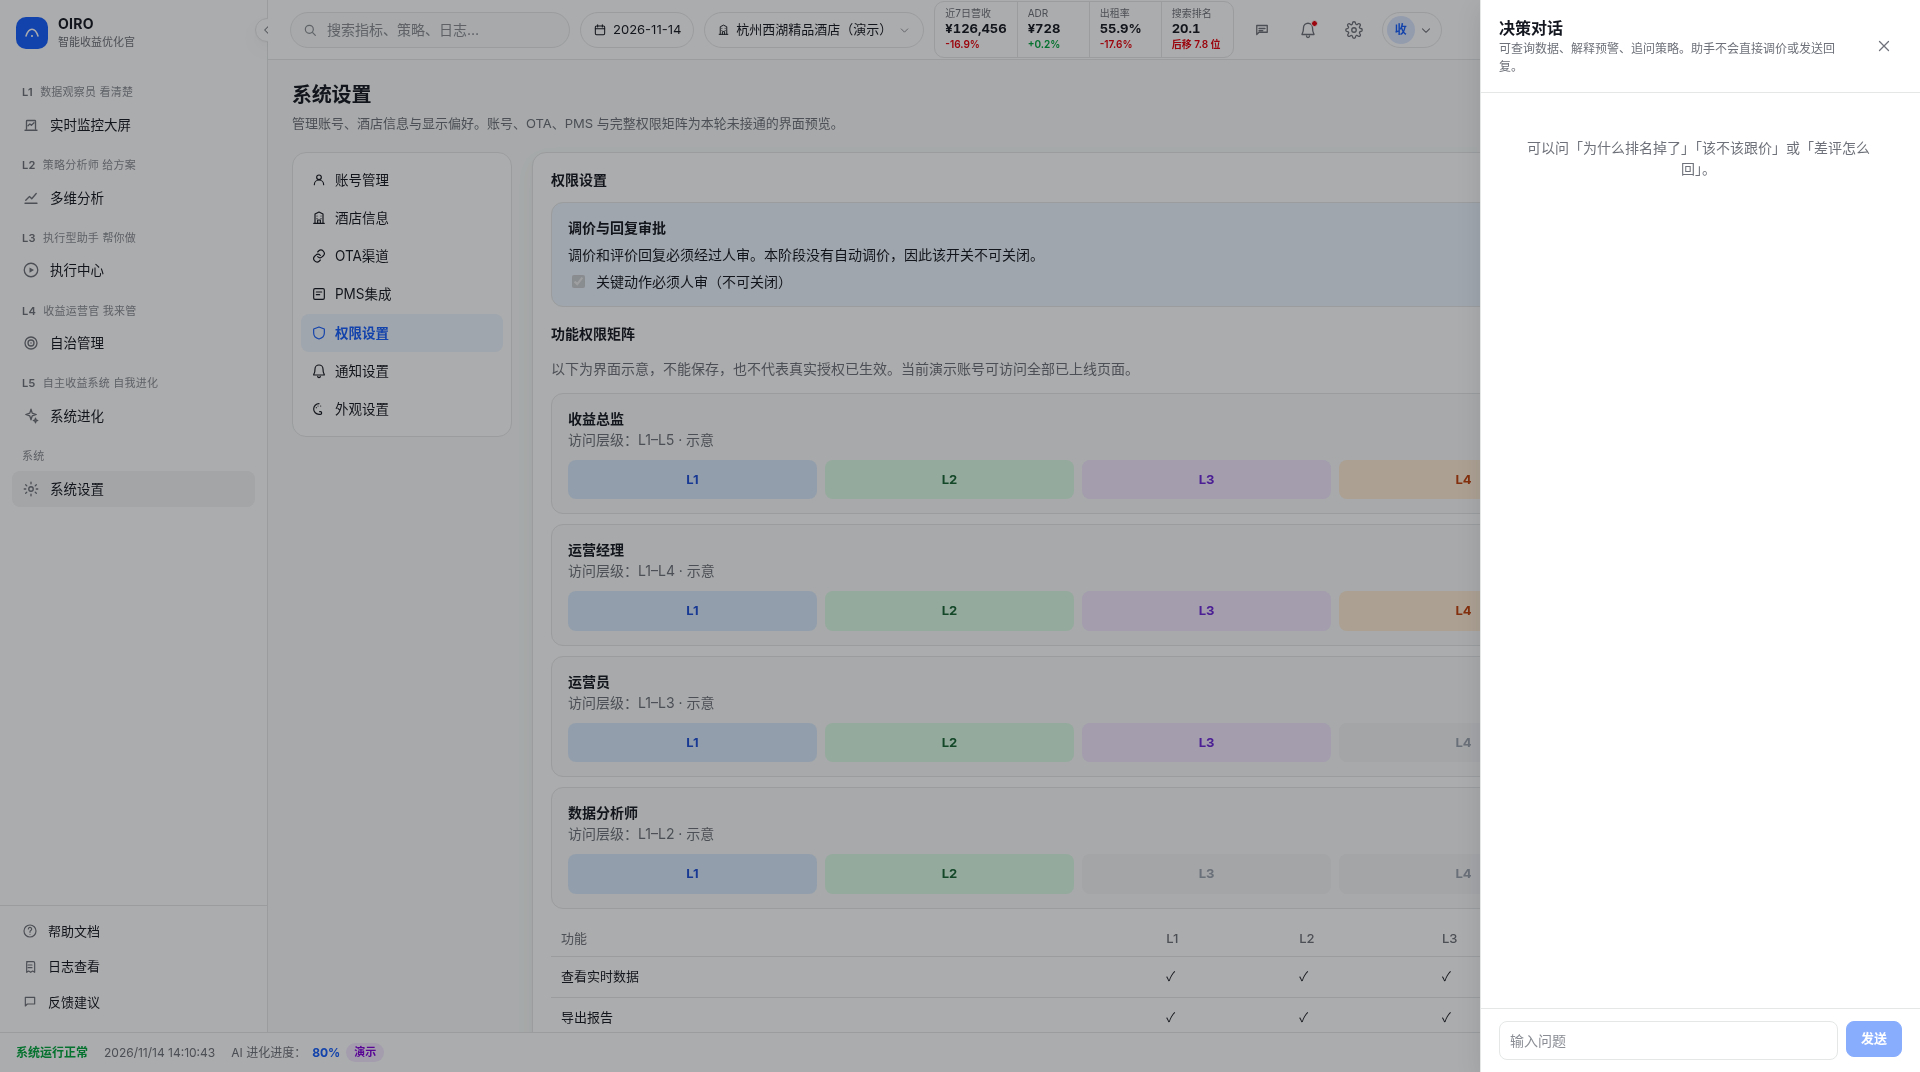 OIRO
智能收益优化官
L1 数据观察员 看清楚
实时监控大屏
L2 策略分析师 给方案
多维分析
L3 执行型助手 帮你做
执行中心
L4 收益运营官 我来管
自治管理
L5 自主收益系统 自我进化
系统进化
系统
系统设置
帮助文档
日志查看
反馈建议
搜索指标、策略、日志...
2026-11-14
杭州西湖精品酒店（演示）
近7日营收
¥126,456
-16.9%
ADR
¥728
+0.2%
出租率
55.9%
-17.6%
搜索排名
20.1
后移 7.8 位
收
系统设置
管理账号、酒店信息与显示偏好。账号、OTA、PMS 与完整权限矩阵为本轮未接通的界面预览。
账号管理
酒店信息
OTA渠道
PMS集成
权限设置
通知设置
外观设置
权限设置
调价与回复审批
调价和评价回复必须经过人审。本阶段没有自动调价，因此该开关不可关闭。
关键动作必须人审（不可关闭）
功能权限矩阵
以下为界面示意，不能保存，也不代表真实授权已生效。当前演示账号可访问全部已上线页面。
收益总监
访问层级：L1–L5 · 示意
L1 L2 L3 L4
运营经理
访问层级：L1–L4 · 示意
L1 L2 L3 L4
运营员
访问层级：L1–L3 · 示意
L1 L2 L3 L4
数据分析师
访问层级：L1–L2 · 示意
L1 L2 L3 L4
功能 L1 L2 L3
查看实时数据 ✓ ✓ ✓
导出报告 ✓ ✓ ✓
系统运行正常 2026/11/14 14:10:43 AI 进化进度： 80% 演示
决策对话
可查询数据、解释预警、追问策略。助手不会直接调价或发送回
复。
可以问「为什么排名掉了」「该不该跟价」或「差评怎么
回」。
输入问题
发送